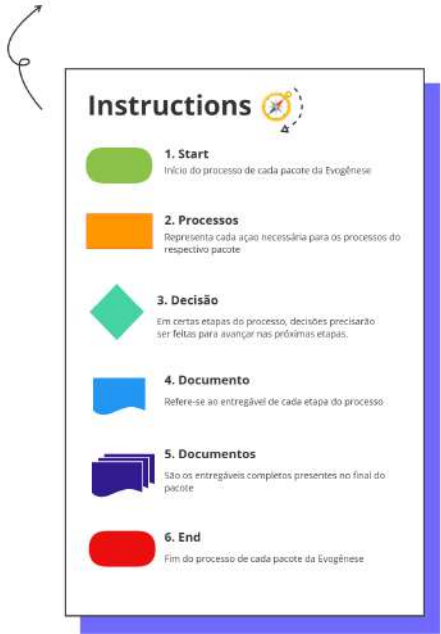 Instructions
1. Start
Início do processo de cada pacote da Evogênese
2. Processos
Representa cada açao necessária para os processos do
respectivo pacote
3. Decisão
Em certas etapas do processo, decisões precisarão
ser feitas para avançar nas próximas etapas.
4. Documento
Refere-se ao entregável de cada etapa do processo
5. Documentos
São os entregáveis completos presentes no final do
pacote
6. End
Fim do processo de cada pacote da Evogênese